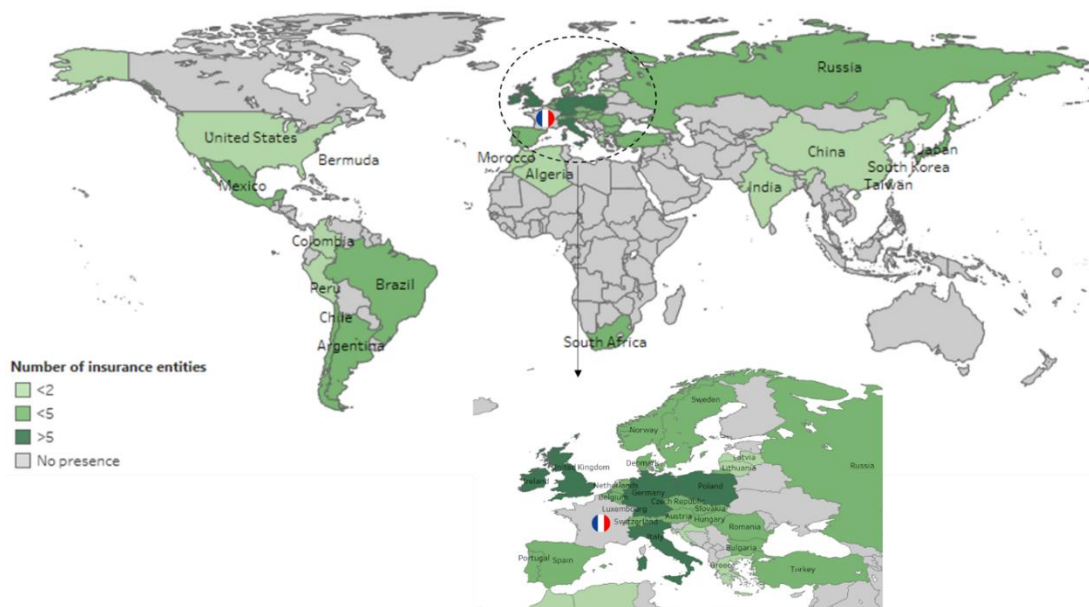 Russia
United States
Bermuda
Mexico
Morocco
Algeria
China
Japan
South Korea
Taiwan
India
Colombia
Peru
Brazil
Chile
Argentina
South Africa
Number of insurance entities
<2
<5
>5
No presence
Sweden
Norway
Denmark
Latvia
Lithuania
Russia
United Kingdom
Ireland
Netherlands
Belgium
Germany
Poland
Luxembourg
Czech Republic
Slovakia
Austria
Hungary
Switzerland
Romania
Italy
Bulgaria
Portugal
Spain
Turkey